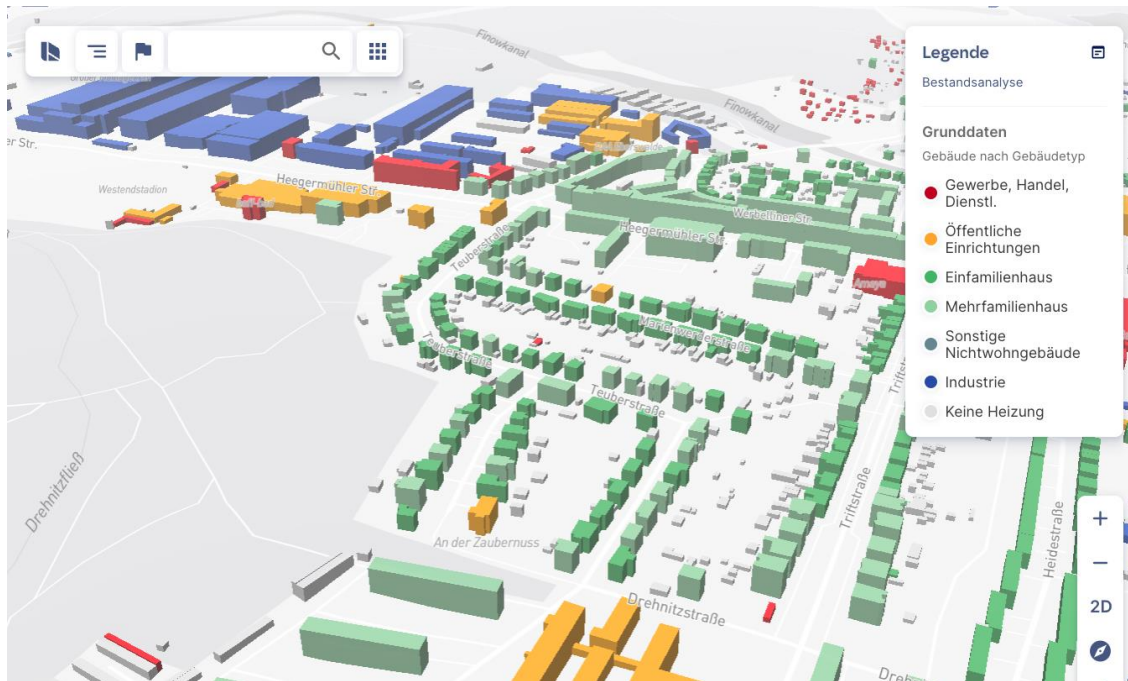 Finowkanal
Finowkanal
er Str.
Westendstadion
Heegermühler Str.
Werbelliner Str.
Heegermühler Str.
Teuberstraße
Marienwerderstraße
Teuberstraße
Teuberstraße
Triftstraße
Drehnitzfließ
An der Zaubernuss
Drehnitzstraße
Heidestraße
Legende
Bestandsanalyse
Grunddaten
Gebäude nach Gebäudetyp
Gewerbe, Handel,
Dienstl.
Öffentliche
Einrichtungen
Einfamilienhaus
Mehrfamilienhaus
Sonstige
Nichtwohngebäude
Industrie
Keine Heizung
+
−
2D